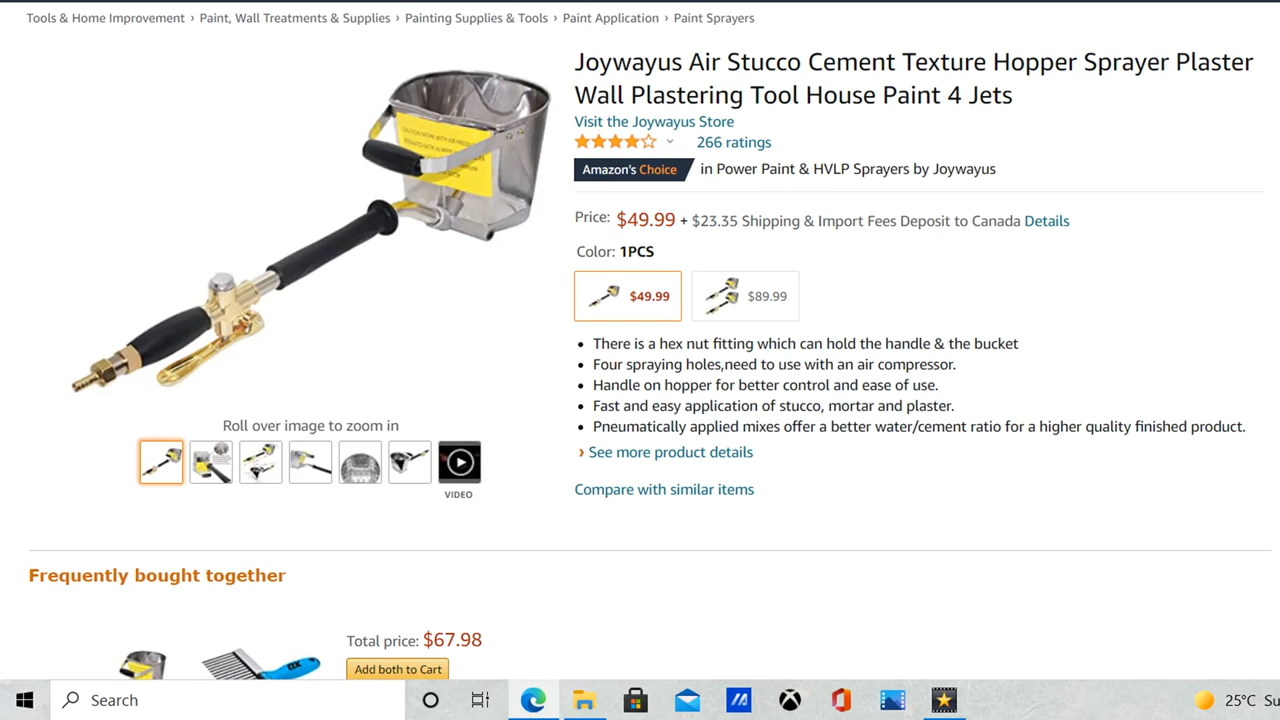 Tools & Home Improvement › Paint, Wall Treatments & Supplies › Painting Supplies & Tools › Paint Application › Paint Sprayers
Joywayus Air Stucco Cement Texture Hopper Sprayer Plaster
Wall Plastering Tool House Paint 4 Jets
Visit the Joywayus Store
266 ratings
Amazon's Choice in Power Paint & HVLP Sprayers by Joywayus
Price: $49.99 + $23.35 Shipping & Import Fees Deposit to Canada Details
Color: 1PCS
$49.99 $89.99
• There is a hex nut fitting which can hold the handle & the bucket
• Four spraying holes,need to use with an air compressor.
• Handle on hopper for better control and ease of use.
• Fast and easy application of stucco, mortar and plaster.
• Pneumatically applied mixes offer a better water/cement ratio for a higher quality finished product.
› See more product details
Compare with similar items
Roll over image to zoom in
VIDEO
Frequently bought together
Total price: $67.98
Add both to Cart
OX
Search
25°C Su